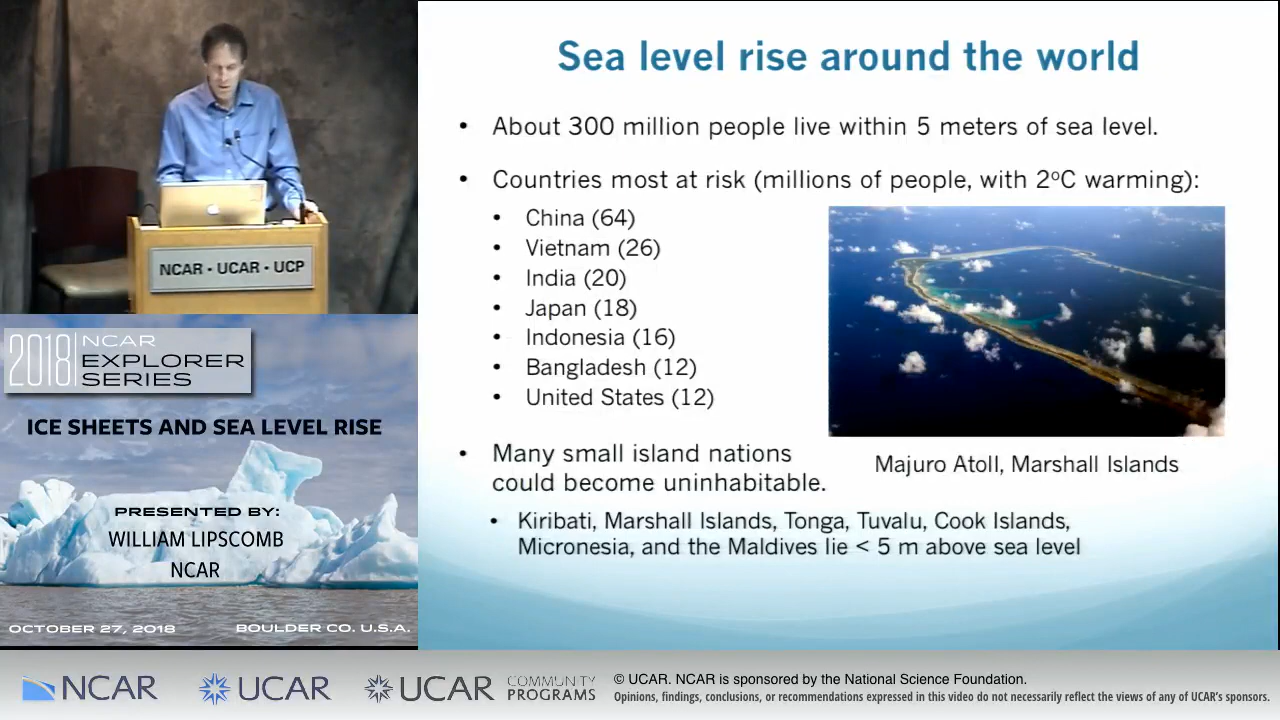 NCAR • UCAR • UCP
2018 NCAR
EXPLORER
SERIES
ICE SHEETS AND SEA LEVEL RISE
PRESENTED BY:
WILLIAM LIPSCOMB
NCAR
OCTOBER 27, 2018 BOULDER CO. U.S.A.
Sea level rise around the world
• About 300 million people live within 5 meters of sea level.
• Countries most at risk (millions of people, with 2°C warming):
• China (64)
• Vietnam (26)
• India (20)
• Japan (18)
• Indonesia (16)
• Bangladesh (12)
• United States (12)
Majuro Atoll, Marshall Islands
• Many small island nations
could become uninhabitable.
• Kiribati, Marshall Islands, Tonga, Tuvalu, Cook Islands,
Micronesia, and the Maldives lie < 5 m above sea level
NCAR
UCAR
UCAR COMMUNITY
PROGRAMS
© UCAR. NCAR is sponsored by the National Science Foundation.
Opinions, findings, conclusions, or recommendations expressed in this video do not necessarily reflect the views of any of UCAR's sponsors.